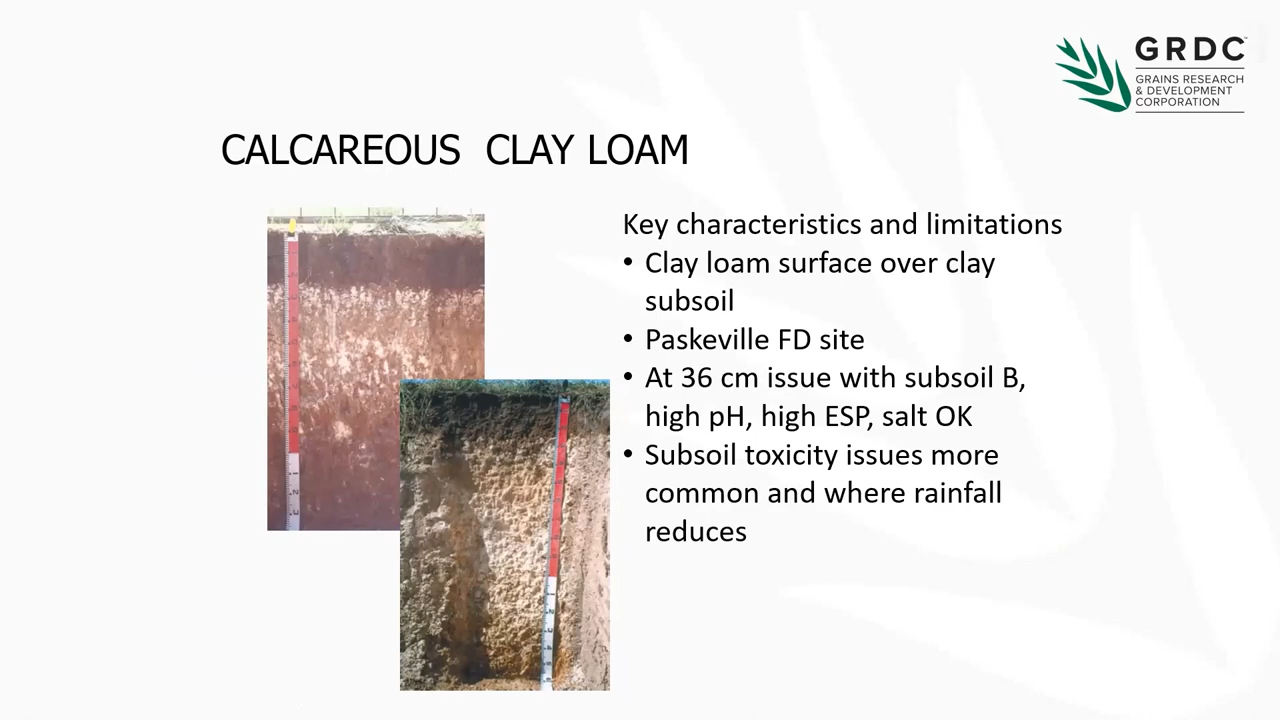 GRDC
GRAINS RESEARCH
& DEVELOPMENT
CORPORATION
CALCAREOUS CLAY LOAM
Key characteristics and limitations
• Clay loam surface over clay
subsoil
• Paskeville FD site
• At 36 cm issue with subsoil B,
high pH, high ESP, salt OK
• Subsoil toxicity issues more
common and where rainfall
reduces